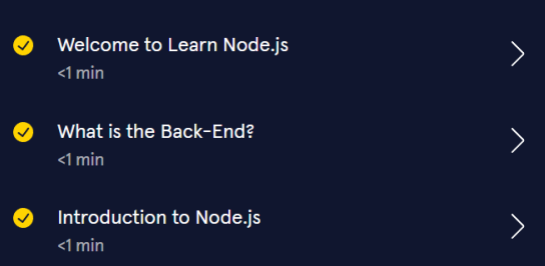 Welcome to Learn Node.js
<1 min
What is the Back-End?
<1 min
Introduction to Node.js
<1 min